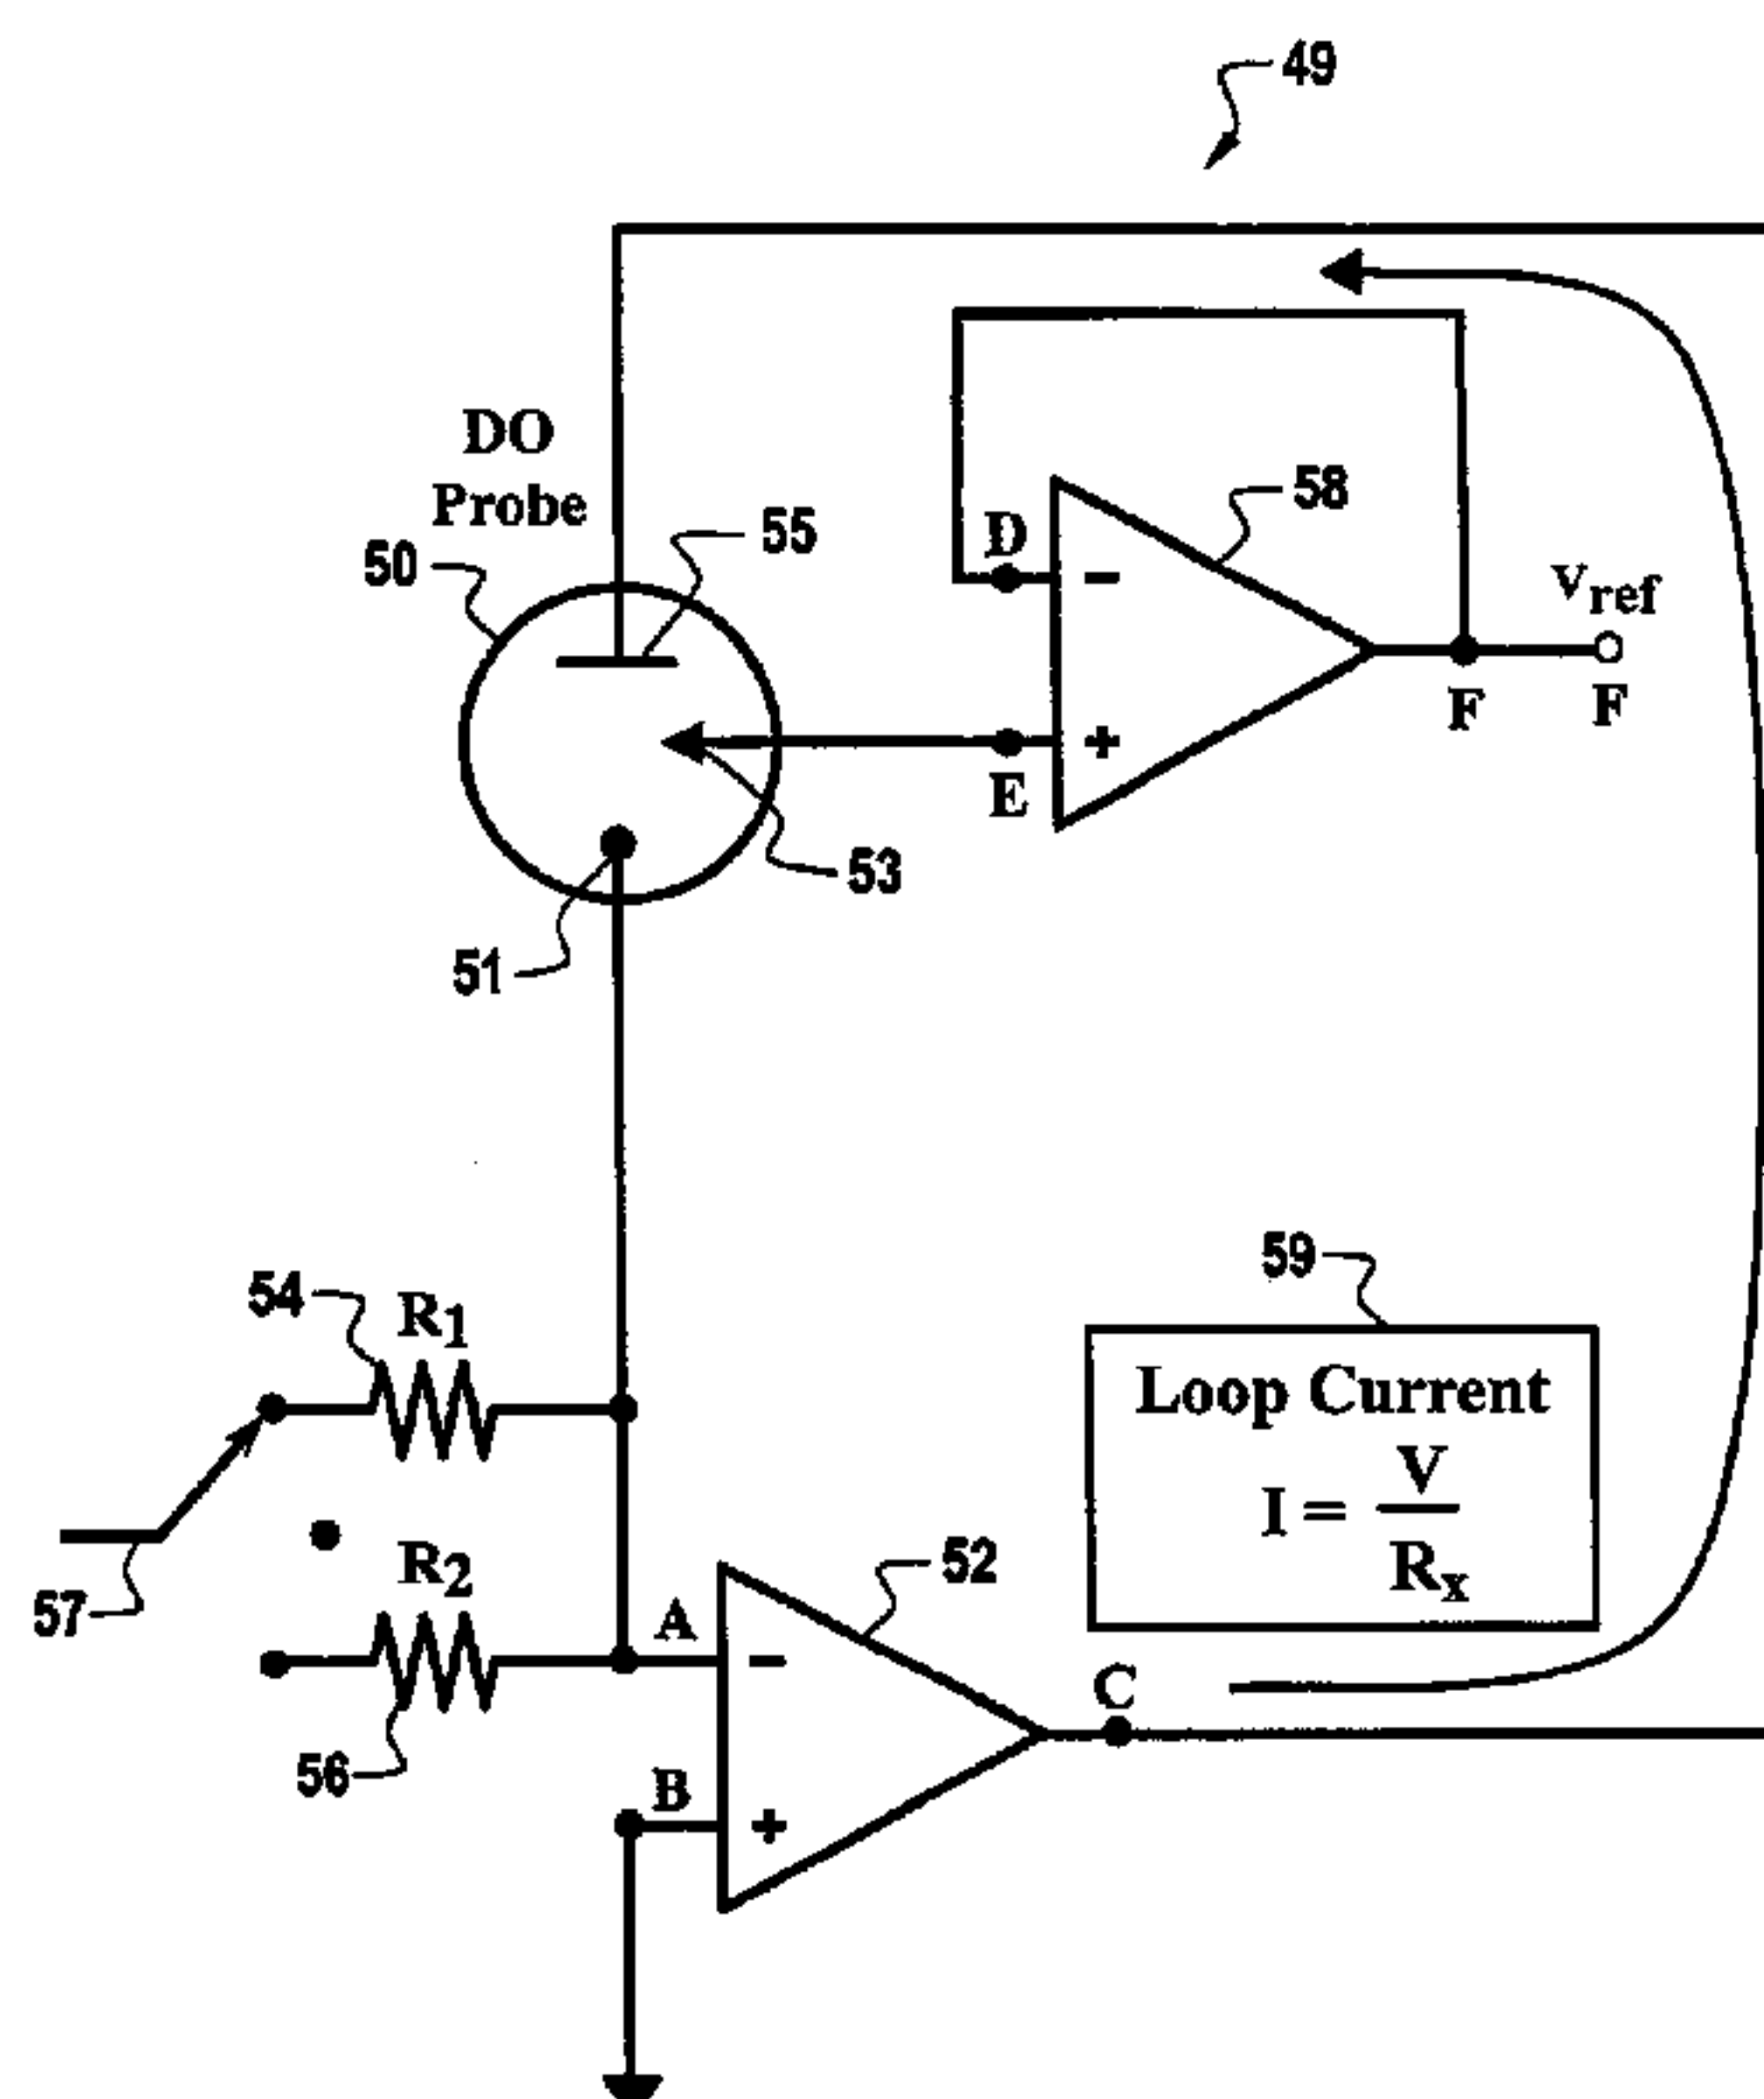 49
DO
Probe
50
55
D
−
58
Vref
F
F
+
E
53
51
59
54
R1
Loop Current
I = V/Rx
57
R2
52
A
−
C
56
B
+